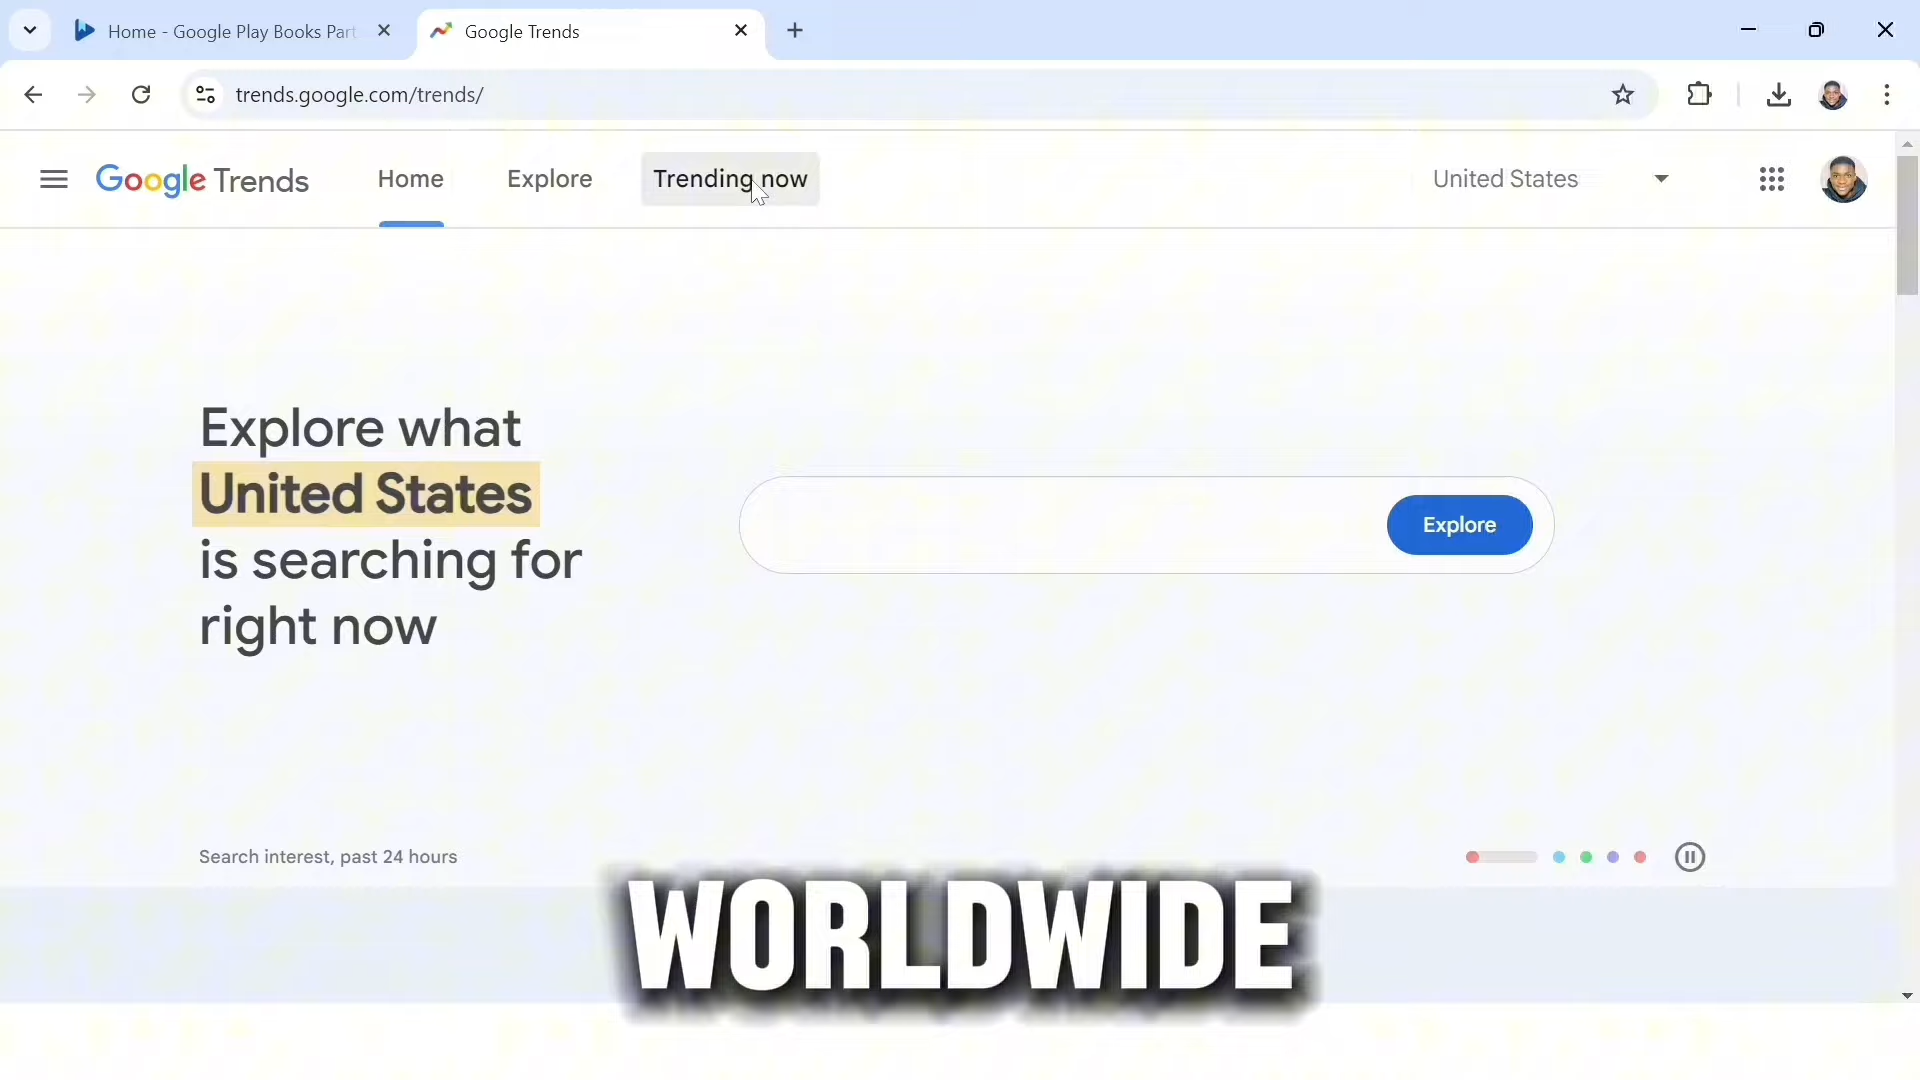 Home - Google Play Books Part
Google Trends
trends.google.com/trends/
Google Trends
Home
Explore
Trending now
United States
Explore what
United States
is searching for
right now
Explore
Search interest, past 24 hours
WORLDWIDE